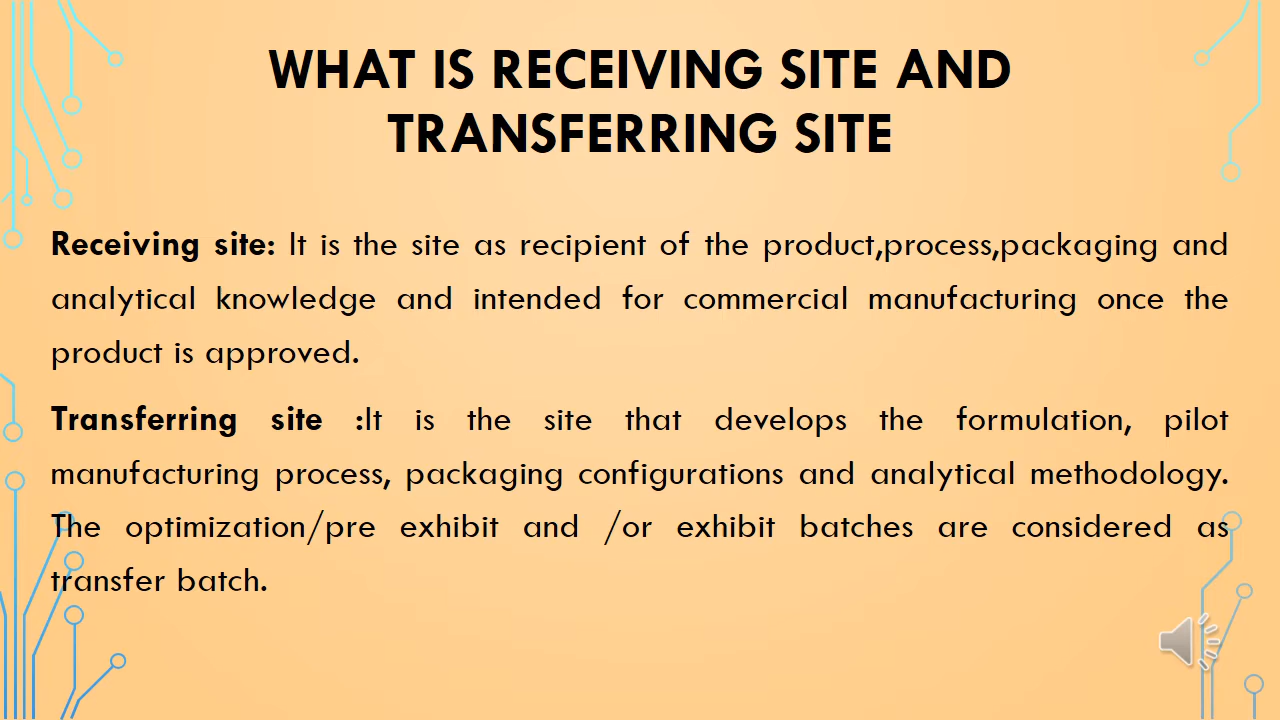 WHAT IS RECEIVING SITE AND
TRANSFERRING SITE
Receiving site: It is the site as recipient of the product,process,packaging and
analytical knowledge and intended for commercial manufacturing once the
product is approved.
Transferring site :It is the site that develops the formulation, pilot
manufacturing process, packaging configurations and analytical methodology.
The optimization/pre exhibit and /or exhibit batches are considered as
transfer batch.